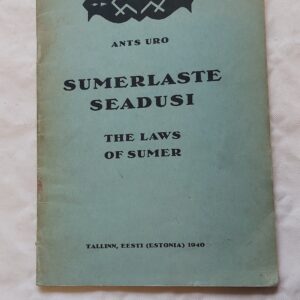 ANTS URO
SUMERLASTE
SEADUSI
THE LAWS
OF SUMER
TALLINN, EESTI (ESTONIA) 1940